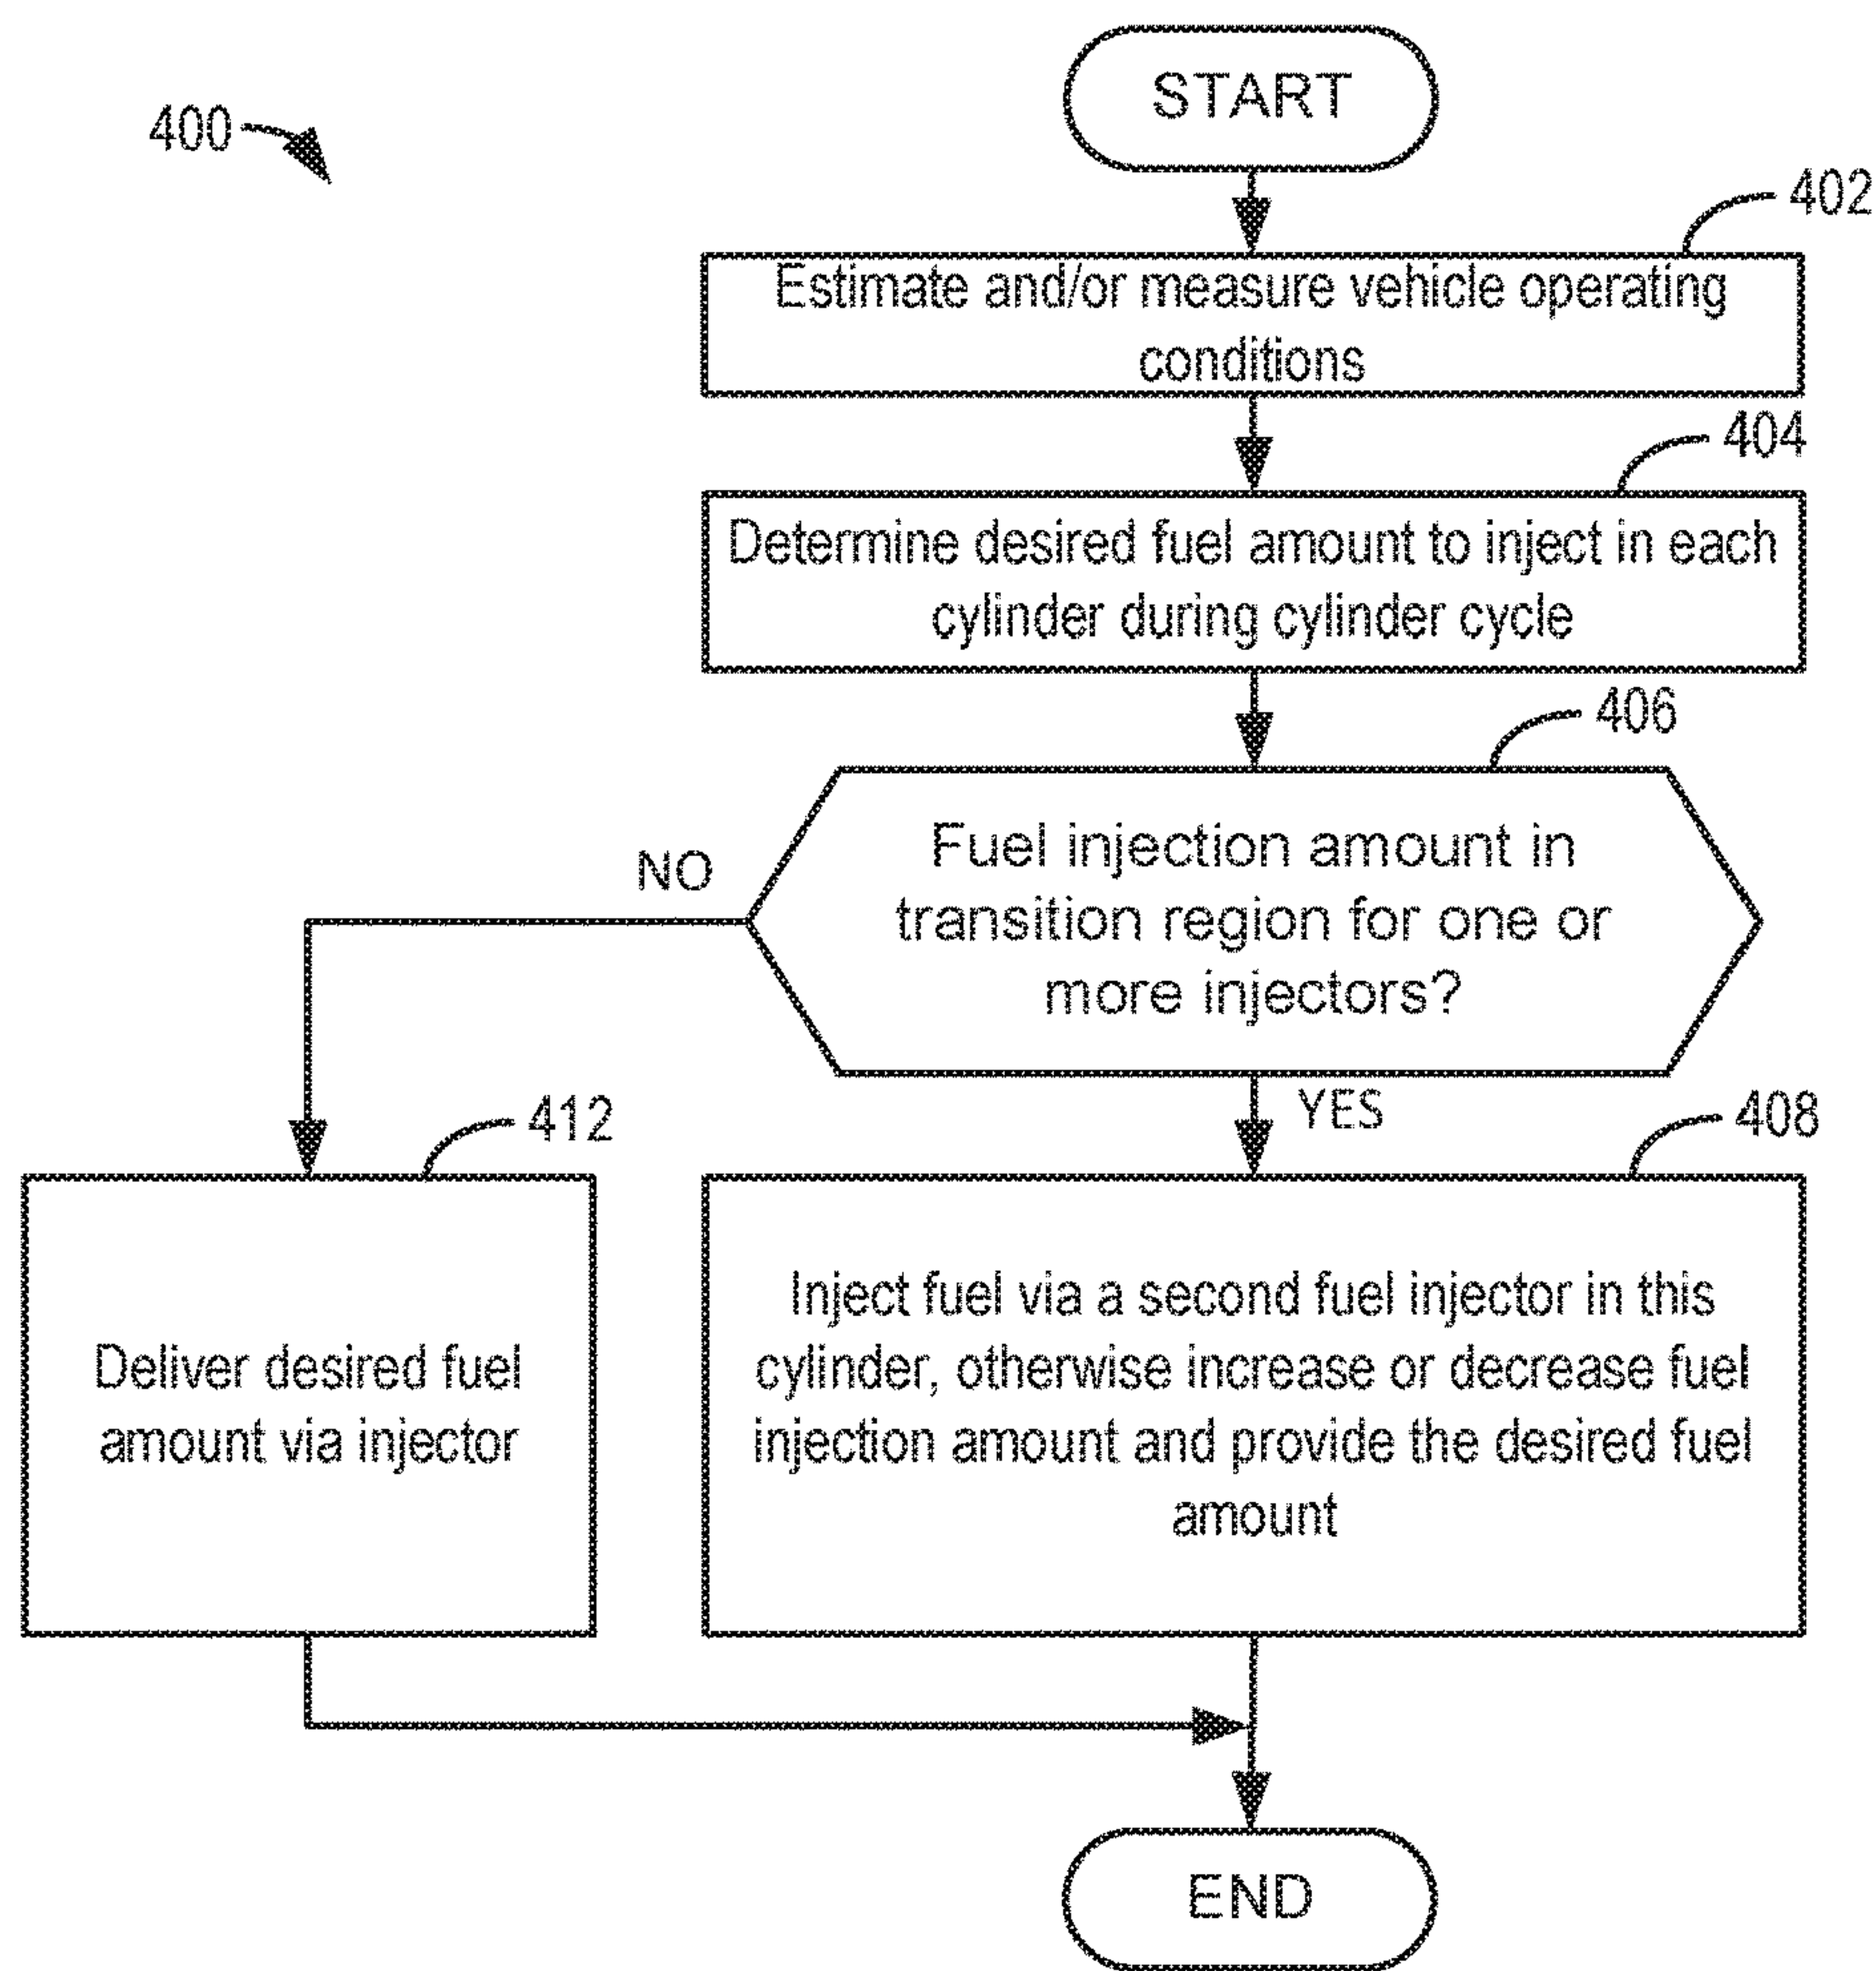 START
400
402
Estimate and/or measure vehicle operating
conditions
404
Determine desired fuel amount to inject in each
cylinder during cylinder cycle
406
Fuel injection amount in
transition region for one or
more injectors?
NO
YES
412
408
Deliver desired fuel
amount via injector
Inject fuel via a second fuel injector in this
cylinder, otherwise increase or decrease fuel
injection amount and provide the desired fuel
amount
END